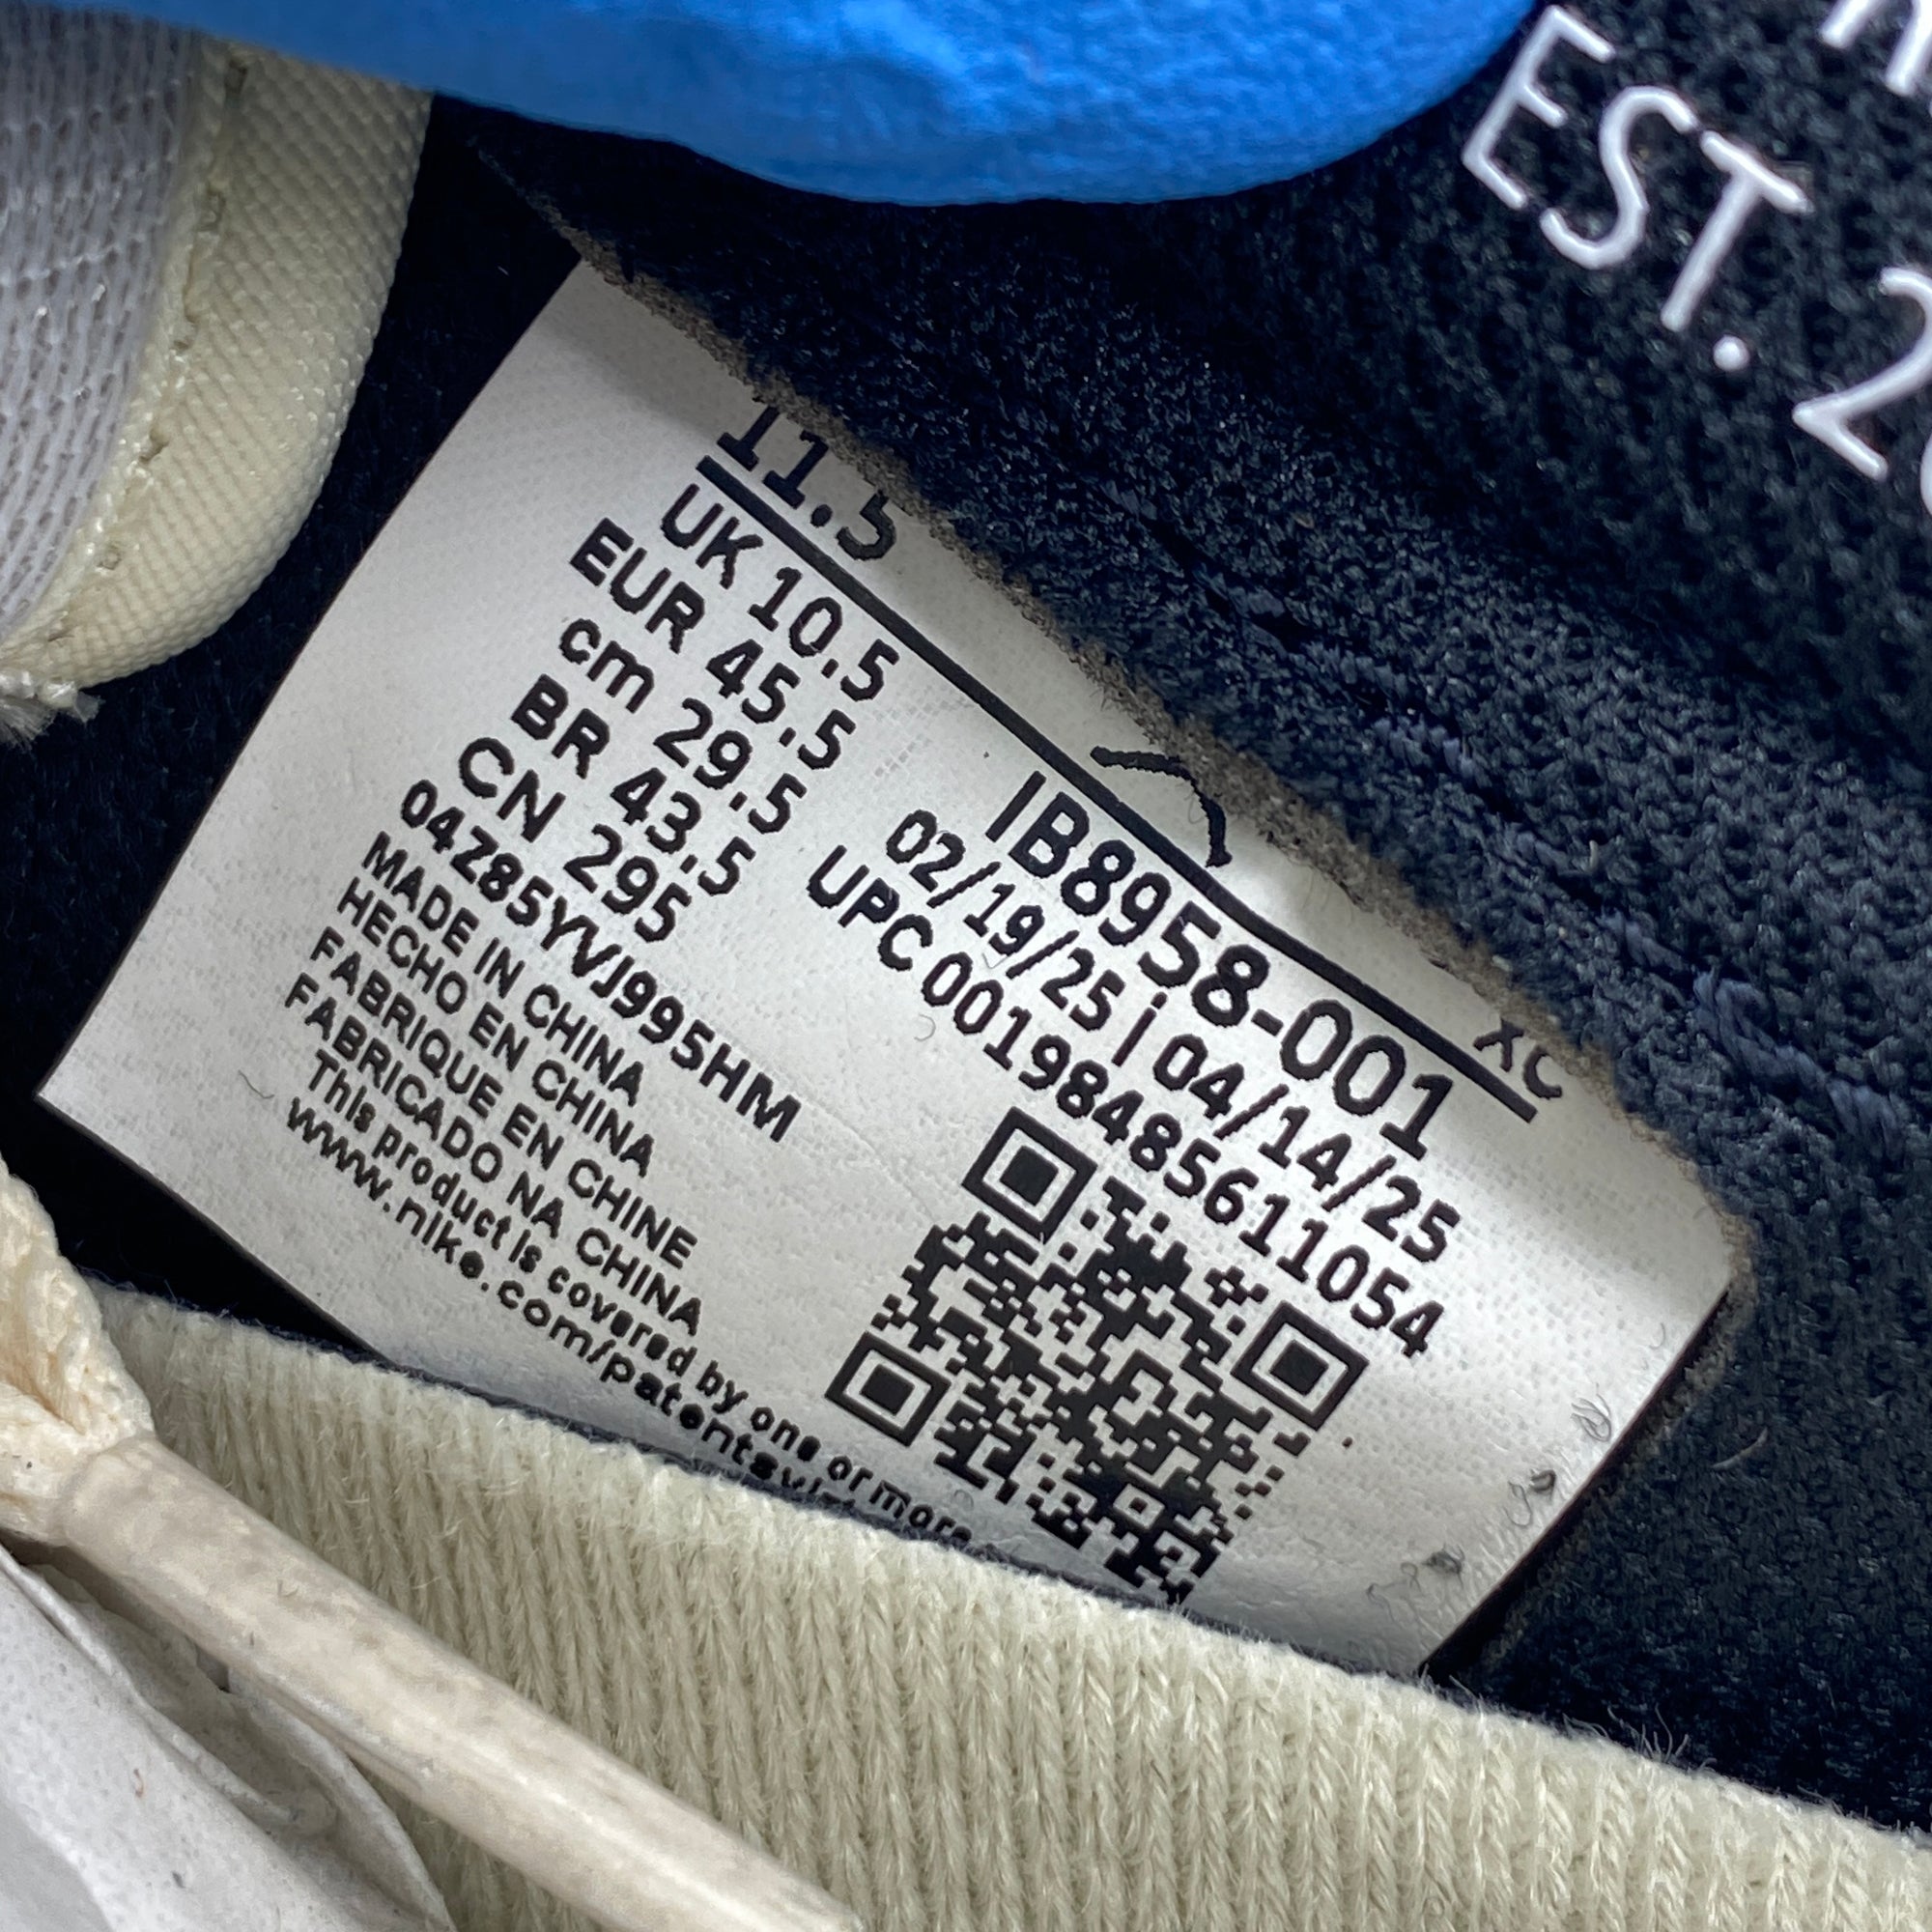 EST. 2
11.5
UK 10.5
EUR 45.5
cm 29.5
BR 43.5
CN 295
04Z85YVJ995HM
MADE IN CHINA
HECHO EN CHINA
FABRIQUE EN CHINE
FABRICADO NA CHINA
This product is covered by one or more
www.nike.com/patents
XC
IB8958-001
02/19/25 | 04/14/25
UPC 00198485611054